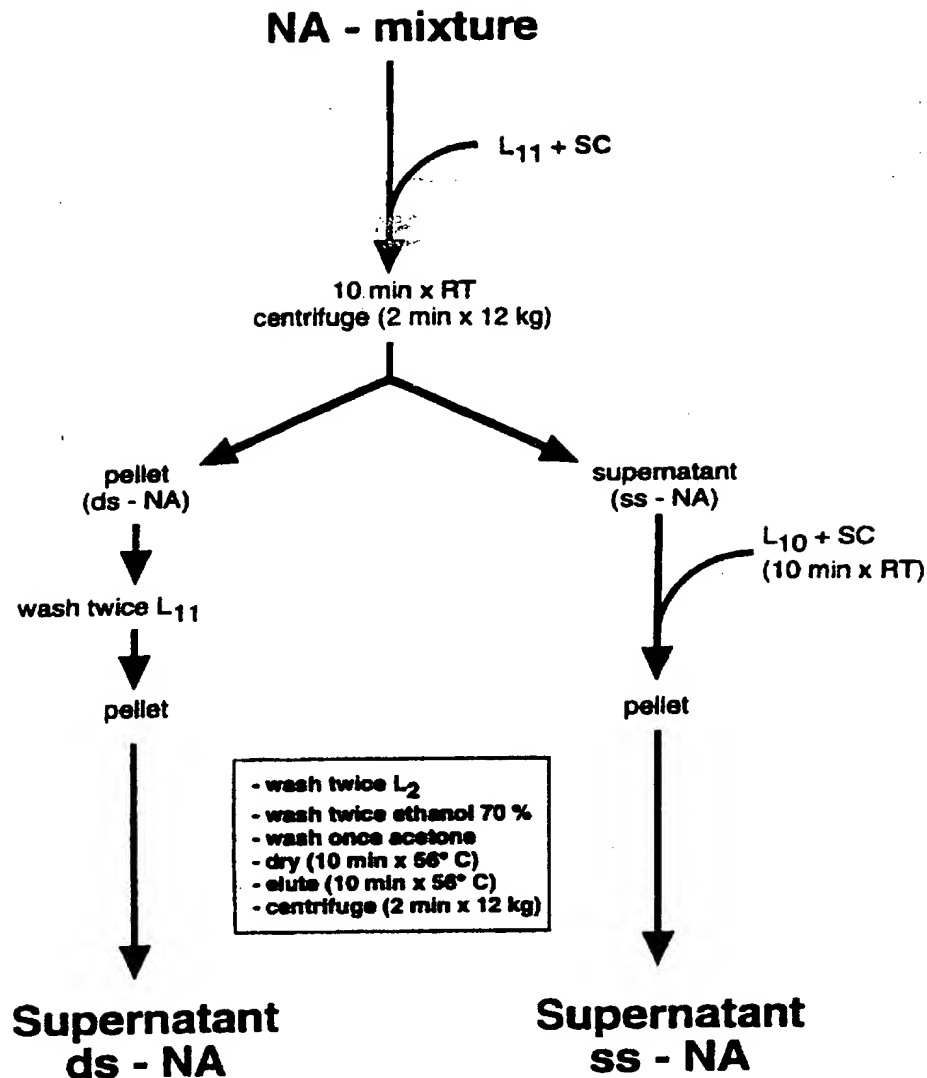 NA - mixture
L11 + SC
10 min x RT
centrifuge (2 min x 12 kg)
pellet
(ds - NA)
supernatant
(ss - NA)
L10 + SC
(10 min x RT)
wash twice L11
pellet
pellet
- wash twice L2
- wash twice ethanol 70 %
- wash once acetone
- dry (10 min x 56° C)
- elute (10 min x 56° C)
- centrifuge (2 min x 12 kg)
Supernatant
ds - NA
Supernatant
ss - NA